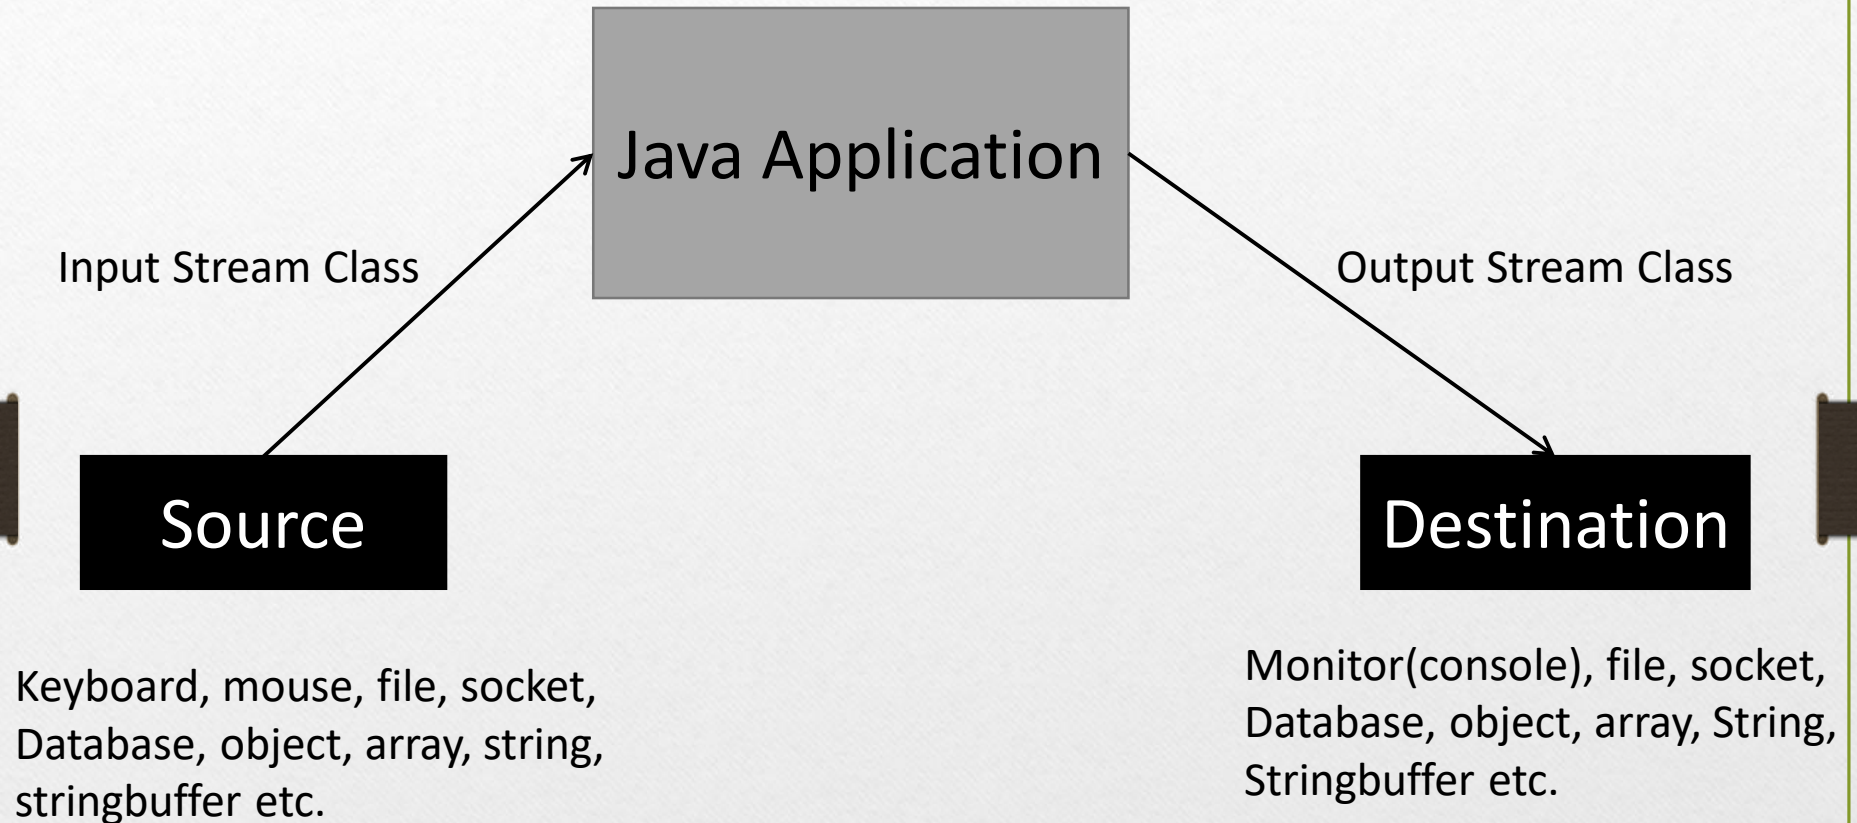 Java Application
Input Stream Class
Output Stream Class
Source
Destination
Keyboard, mouse, file, socket,
Database, object, array, string,
stringbuffer etc.
Monitor(console), file, socket,
Database, object, array, String,
Stringbuffer etc.